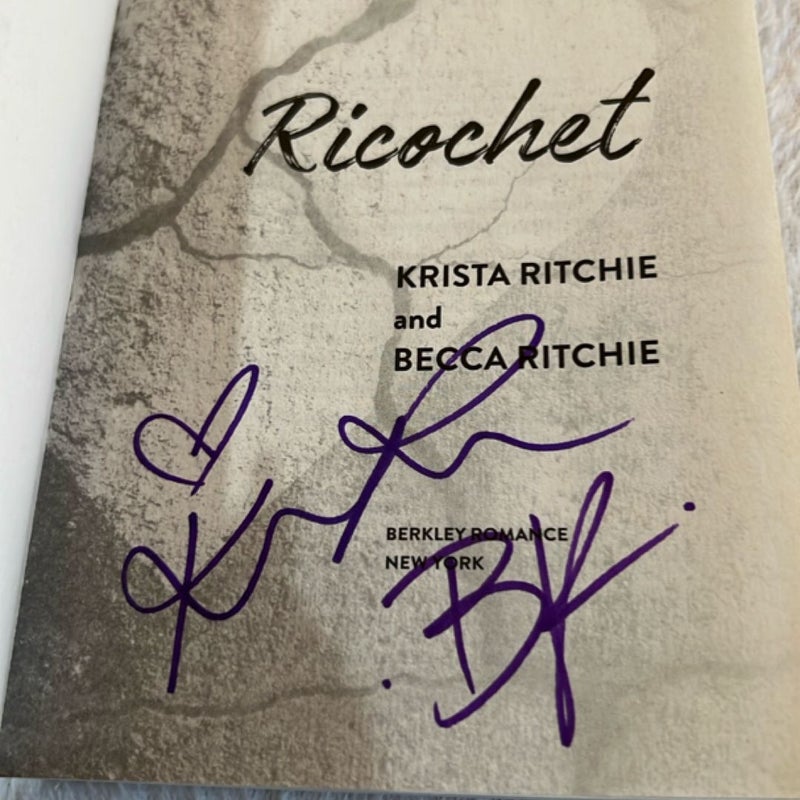 Ricochet
KRISTA RITCHIE
and
BECCA RITCHIE
BERKLEY ROMANCE
NEW YORK